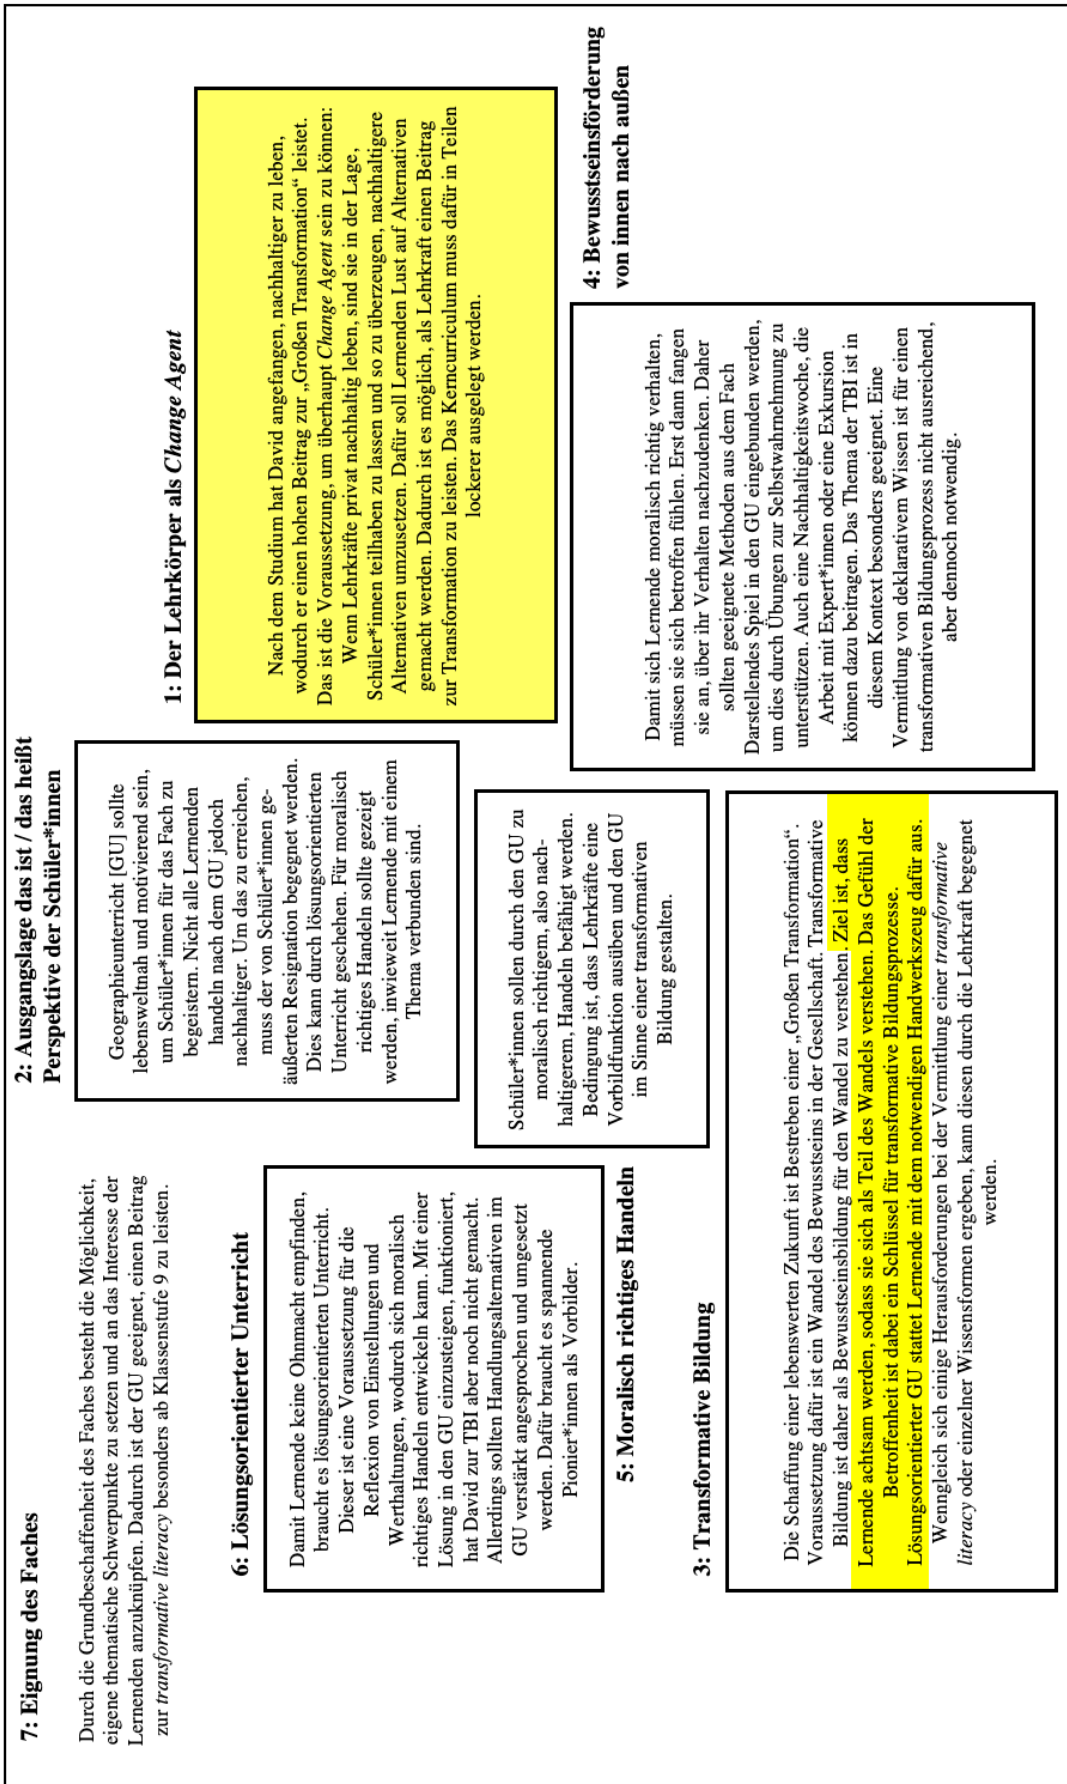 7: Eignung des Faches
Durch die Grundbeschaffenheit des Faches besteht die Möglichkeit,
eigene thematische Schwerpunkte zu setzen und an das Interesse der
Lernenden anzuknüpfen. Dadurch ist der GU geeignet, einen Beitrag
zur transformative literacy besonders ab Klassenstufe 9 zu leisten.
2: Ausgangslage das ist / das heißt
Perspektive der Schüler*innen
Geographieunterricht [GU] sollte
lebensweltnah und motivierend sein,
um Schüler*innen für das Fach zu
begeistern. Nicht alle Lernenden
handeln nach dem GU jedoch
nachhaltiger. Um das zu erreichen,
muss der von Schüler*innen ge-
äußerten Resignation begegnet werden.
Dies kann durch lösungsorientierten
Unterricht geschehen. Für moralisch
richtiges Handeln sollte gezeigt
werden, inwieweit Lernende mit einem
Thema verbunden sind.
1: Der Lehrkörper als Change Agent
Nach dem Studium hat David angefangen, nachhaltiger zu leben,
wodurch er einen hohen Beitrag zur „Großen Transformation“ leistet.
Das ist die Voraussetzung, um überhaupt Change Agent sein zu können:
Wenn Lehrkräfte privat nachhaltig leben, sind sie in der Lage,
Schüler*innen teilhaben zu lassen und so zu überzeugen, nachhaltigere
Alternativen umzusetzen. Dafür soll Lernenden Lust auf Alternativen
gemacht werden. Dadurch ist es möglich, als Lehrkraft einen Beitrag
zur Transformation zu leisten. Das Kerncurriculum muss dafür in Teilen
lockerer ausgelegt werden.
6: Lösungsorientierter Unterricht
Damit Lernende keine Ohnmacht empfinden,
braucht es lösungsorientierten Unterricht.
Dieser ist eine Voraussetzung für die
Reflexion von Einstellungen und
Werthaltungen, wodurch sich moralisch
richtiges Handeln entwickeln kann. Mit einer
Lösung in den GU einzusteigen, funktioniert,
hat David zur TBI aber noch nicht gemacht.
Allerdings sollten Handlungsalternativen im
GU verstärkt angesprochen und umgesetzt
werden. Dafür braucht es spannende
Pionier*innen als Vorbilder.
5: Moralisch richtiges Handeln
Schüler*innen sollen durch den GU zu
moralisch richtigem, also nach-
haltigerem, Handeln befähigt werden.
Bedingung ist, dass Lehrkräfte eine
Vorbildfunktion ausüben und den GU
im Sinne einer transformativen
Bildung gestalten.
4: Bewusstseinsförderung
von innen nach außen
Damit sich Lernende moralisch richtig verhalten,
müssen sie sich betroffen fühlen. Erst dann fangen
sie an, über ihr Verhalten nachzudenken. Daher
sollten geeignete Methoden aus dem Fach
Darstellendes Spiel in den GU eingebunden werden,
um dies durch Übungen zur Selbstwahrnehmung zu
unterstützen. Auch eine Nachhaltigkeitswoche, die
Arbeit mit Expert*innen oder eine Exkursion
können dazu beitragen. Das Thema der TBI ist in
diesem Kontext besonders geeignet. Eine
Vermittlung von deklarativem Wissen ist für einen
transformativen Bildungsprozess nicht ausreichend,
aber dennoch notwendig.
3: Transformative Bildung
Die Schaffung einer lebenswerten Zukunft ist Bestreben einer „Großen Transformation“.
Voraussetzung dafür ist ein Wandel des Bewusstseins in der Gesellschaft. Transformative
Bildung ist daher als Bewusstseinsbildung für den Wandel zu verstehen. Ziel ist, dass
Lernende achtsam werden, sodass sie sich als Teil des Wandels verstehen. Das Gefühl der
Betroffenheit ist dabei ein Schlüssel für transformative Bildungsprozesse.
Lösungsorientierter GU stattet Lernende mit dem notwendigen Handwerkszeug dafür aus.
Wenngleich sich einige Herausforderungen bei der Vermittlung einer transformative
literacy oder einzelner Wissensformen ergeben, kann diesen durch die Lehrkraft begegnet
werden.